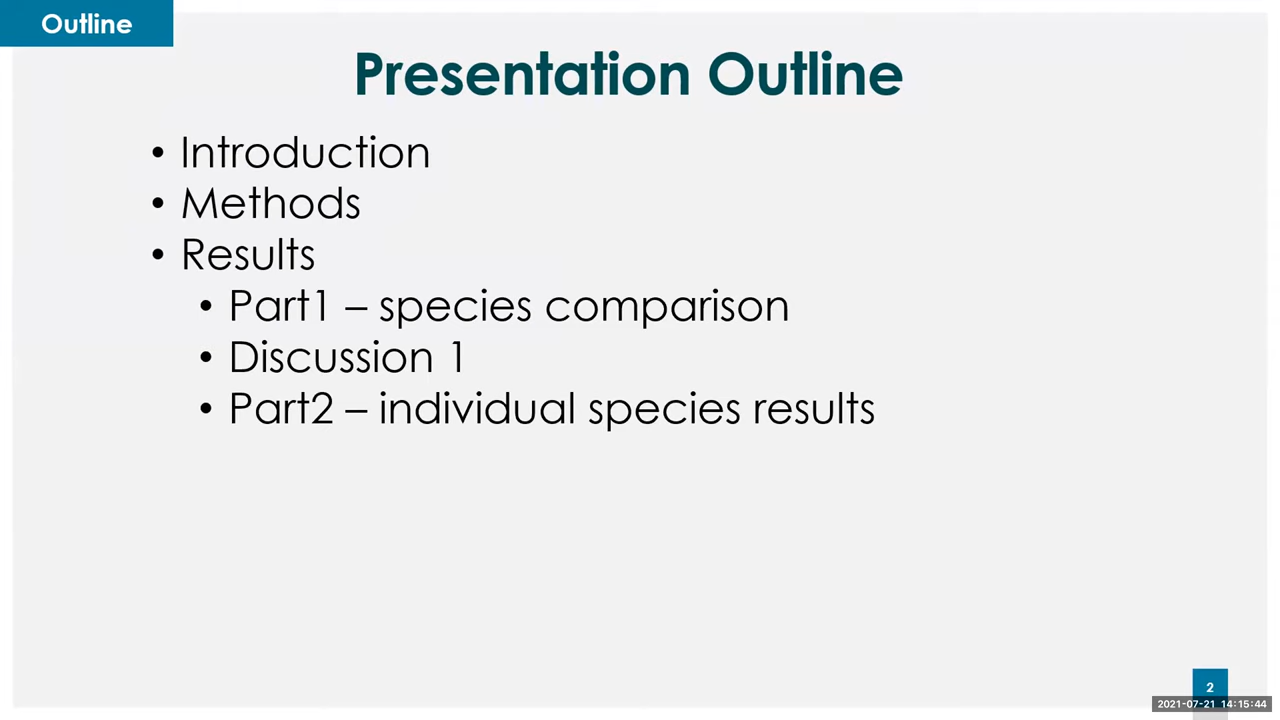 Outline
Presentation Outline
• Introduction
• Methods
• Results
• Part1 – species comparison
• Discussion 1
• Part2 – individual species results
2
2021-07-21 14:15:44